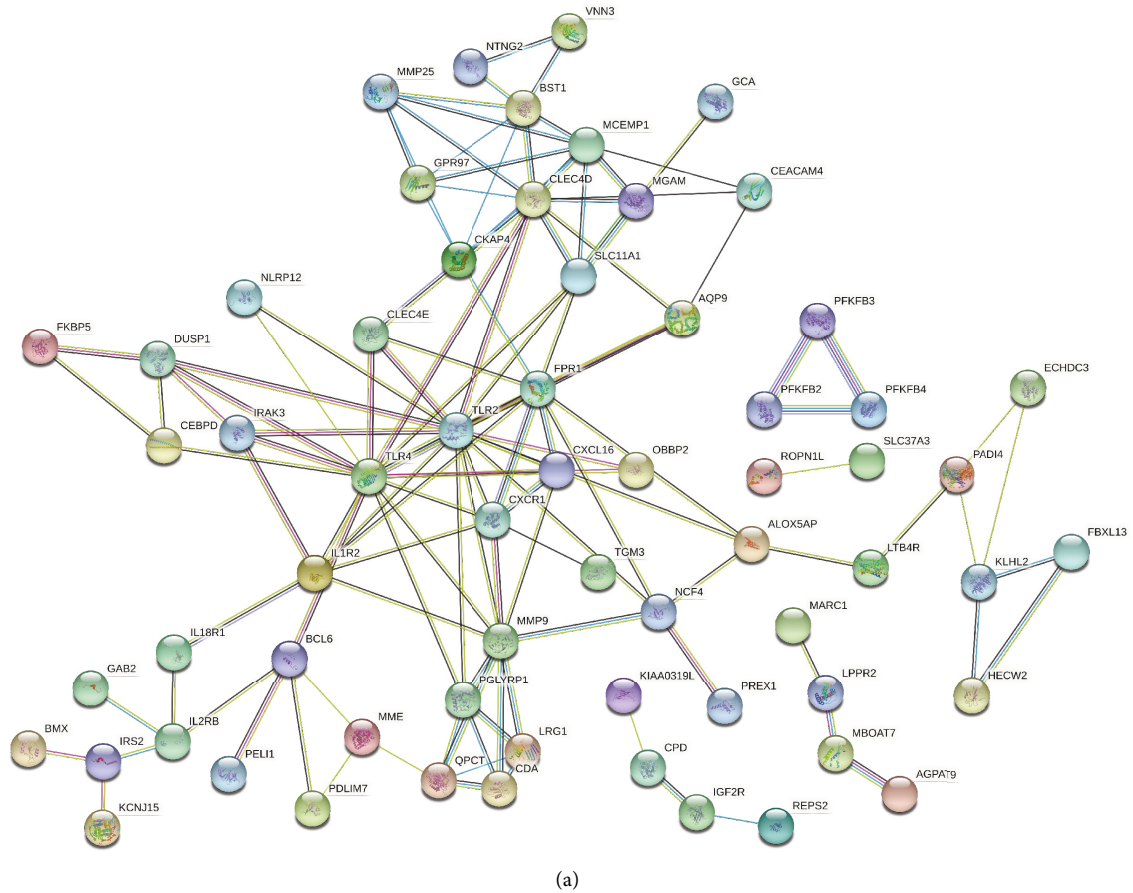 VNN3
NTNG2
MMP25
GCA
BST1
MCEMP1
GPR97
CLEC4D
MGAM
CEACAM4
CKAP4
SLC11A1
NLRP12
AQP9
PFKFB3
CLEC4E
FKBP5
DUSP1
ECHDC3
FPR1
PFKFB2
PFKFB4
IRAK3
TLR2
CEBPD
SLC37A3
CXCL16
OBBP2
ROPN1L
PADI4
TLR4
CXCR1
ALOX5AP
FBXL13
IL1R2
TGM3
LTB4R
KLHL2
NCF4
MARC1
MMP9
IL18R1
BCL6
GAB2
KIAA0319L
LPPR2
HECW2
PGLYRP1
PREX1
BMX
IL2RB
MME
LRG1
IRS2
MBOAT7
PELI1
QPCT
CDA
CPD
AGPAT9
PDLIM7
KCNJ15
IGF2R
REPS2
(a)